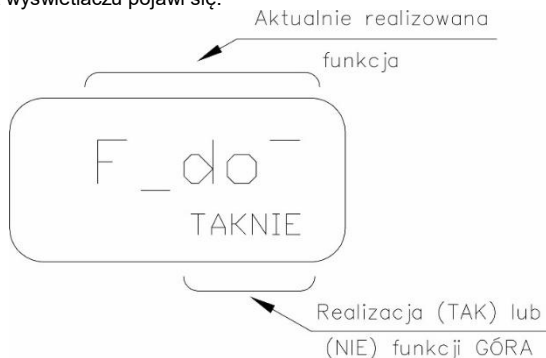 wyświetlaczu pojawi się:
Aktualnie realizowana
funkcja
F_do¯
TAKNIE
Realizacja (TAK) lub
(NIE) funkcji GÓRA